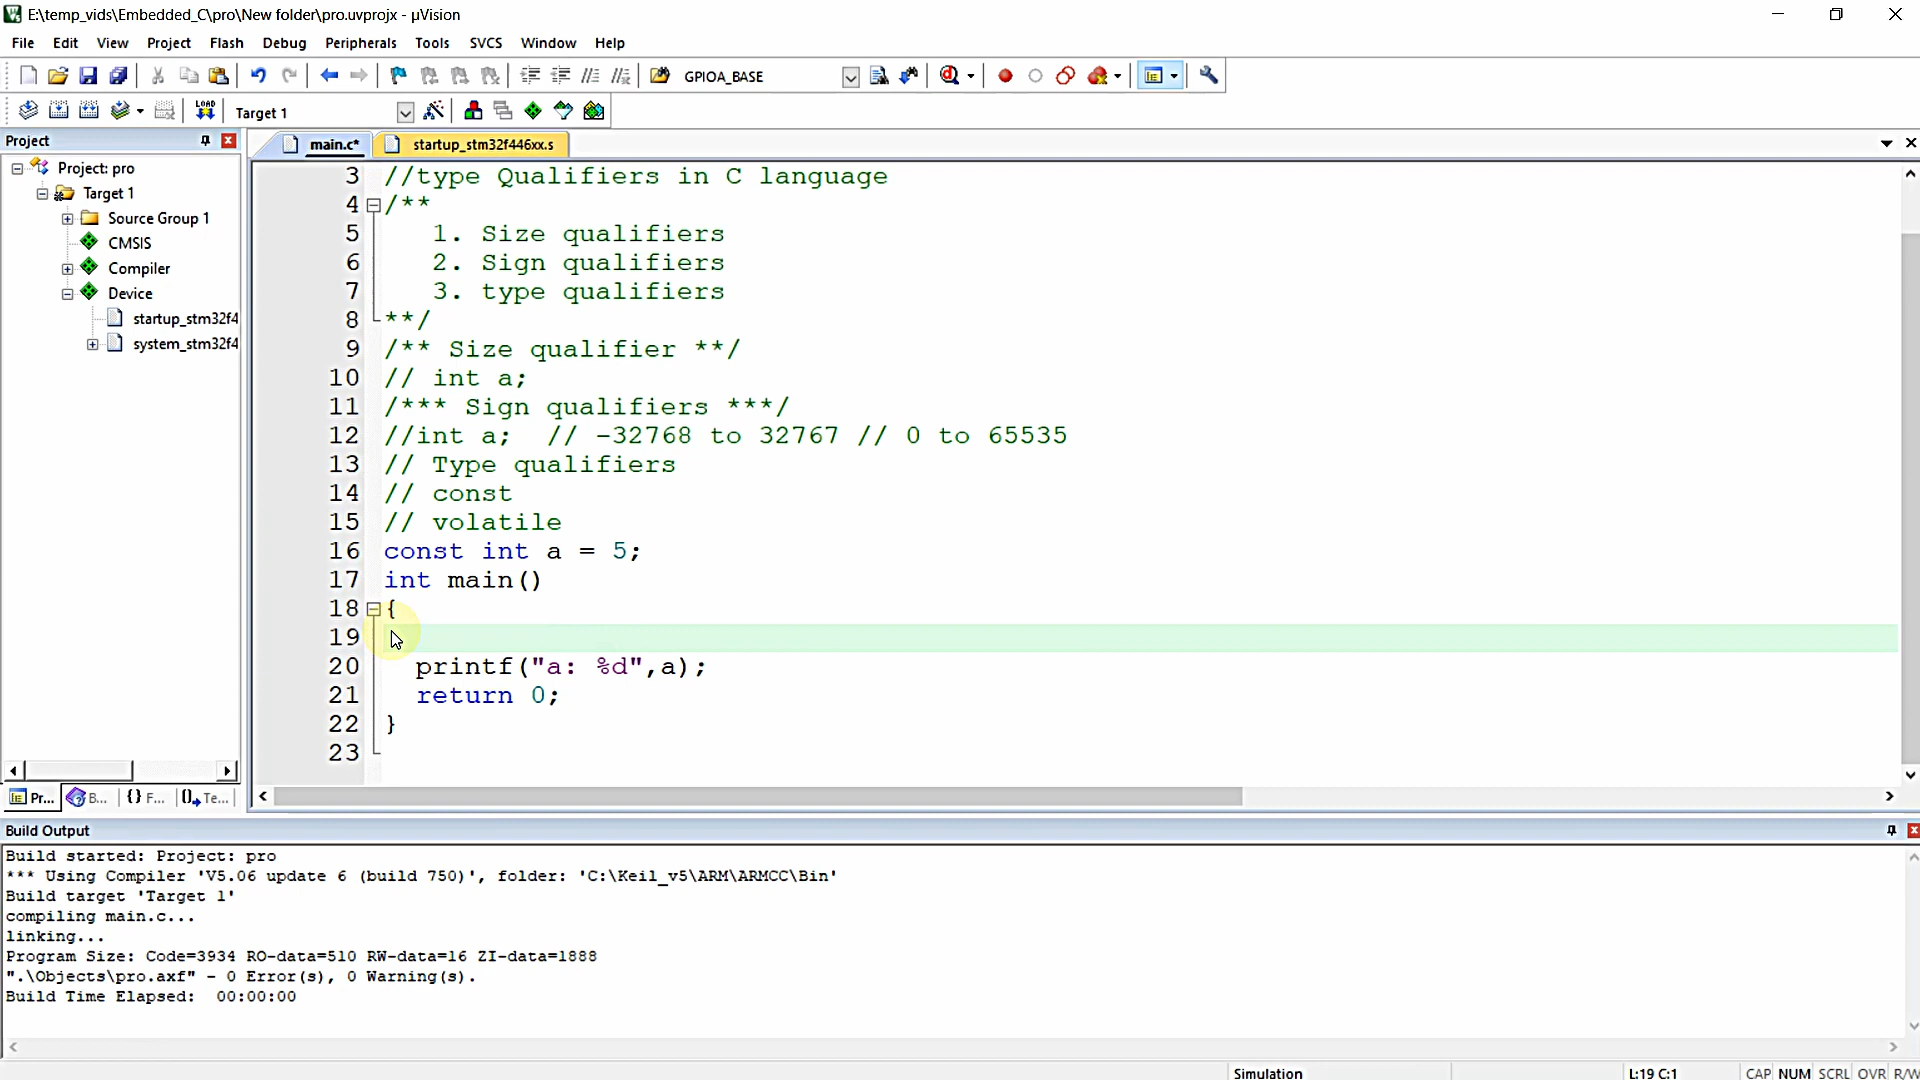 E:\temp_vids\Embedded_C\pro\New folder\pro.uvprojx - µVision
File Edit View Project Flash Debug Peripherals Tools SVCS Window Help
GPIOA_BASE
LOAD Target 1
Project
main.c* startup_stm32f446xx.s
Project: pro
Target 1
Source Group 1
CMSIS
Compiler
Device
startup_stm32f4
system_stm32f4
Pr... B... {} F... Te...
3 //type Qualifiers in C language
4 /**
5 1. Size qualifiers
6 2. Sign qualifiers
7 3. type qualifiers
8 **/
9 /** Size qualifier **/
10 // int a;
11 /*** Sign qualifiers ***/
12 //int a; // -32768 to 32767 // 0 to 65535
13 // Type qualifiers
14 // const
15 // volatile
16 const int a = 5;
17 int main()
18 {
19
20 printf("a: %d",a);
21 return 0;
22 }
23
Build Output
Build started: Project: pro
*** Using Compiler 'V5.06 update 6 (build 750)', folder: 'C:\Keil_v5\ARM\ARMCC\Bin'
Build target 'Target 1'
compiling main.c...
linking...
Program Size: Code=3934 RO-data=510 RW-data=16 ZI-data=1888
".\Objects\pro.axf" - 0 Error(s), 0 Warning(s).
Build Time Elapsed: 00:00:00
Simulation L:19 C:1 CAP NUM SCRL OVR R/W